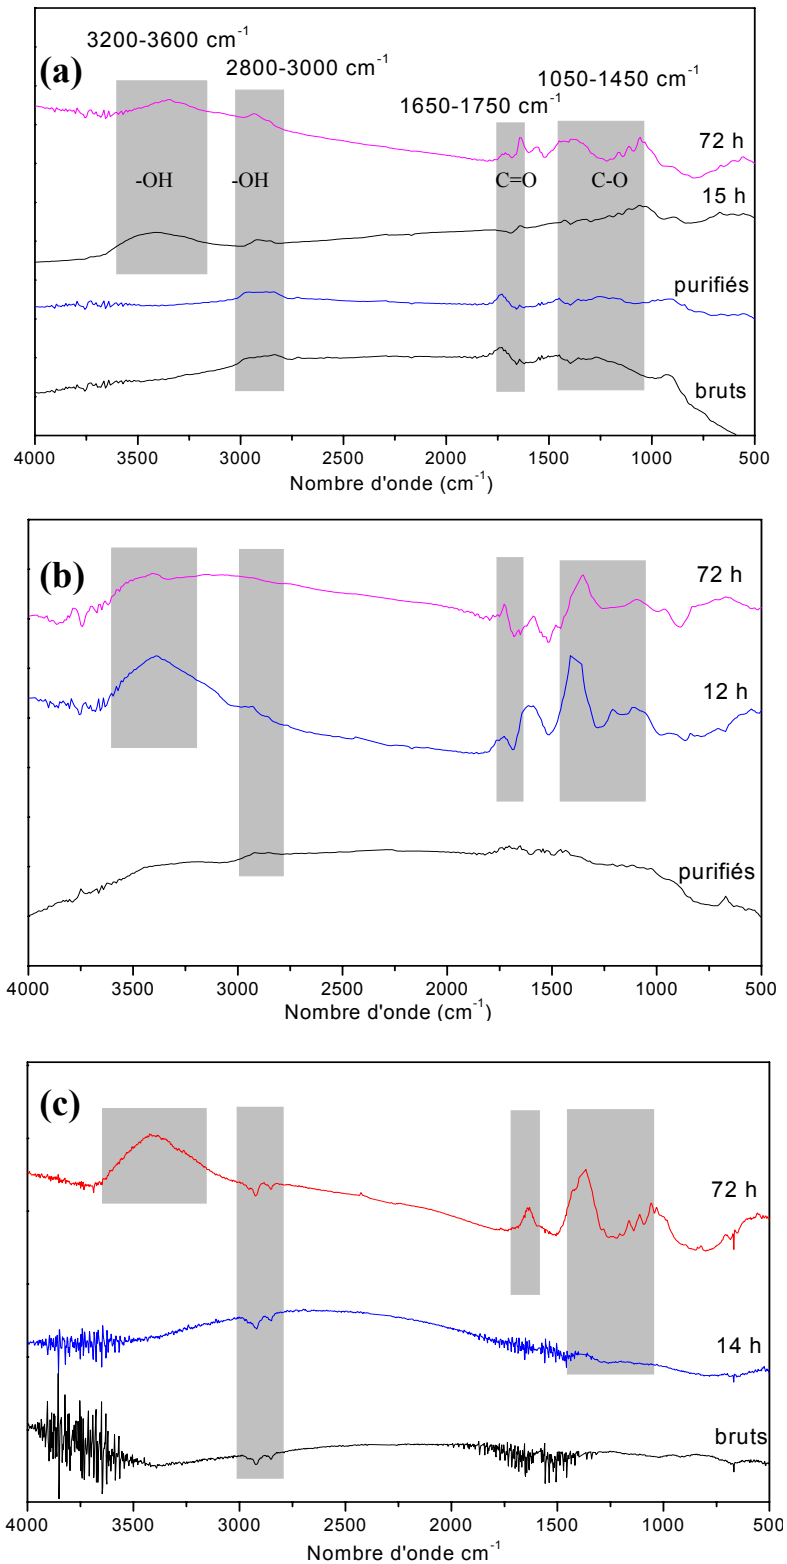 3200-3600 cm-1
(a)
2800-3000 cm-1
1050-1450 cm-1
1650-1750 cm-1
72 h
-OH
-OH
C=O
C-O
15 h
purifiés
bruts
4000 3500 3000 2500 2000 1500 1000 500
Nombre d'onde (cm-1)
(b)
72 h
12 h
purifiés
4000 3500 3000 2500 2000 1500 1000 500
Nombre d'onde (cm-1)
(c)
72 h
14 h
bruts
4000 3500 3000 2500 2000 1500 1000 500
Nombre d'onde cm-1